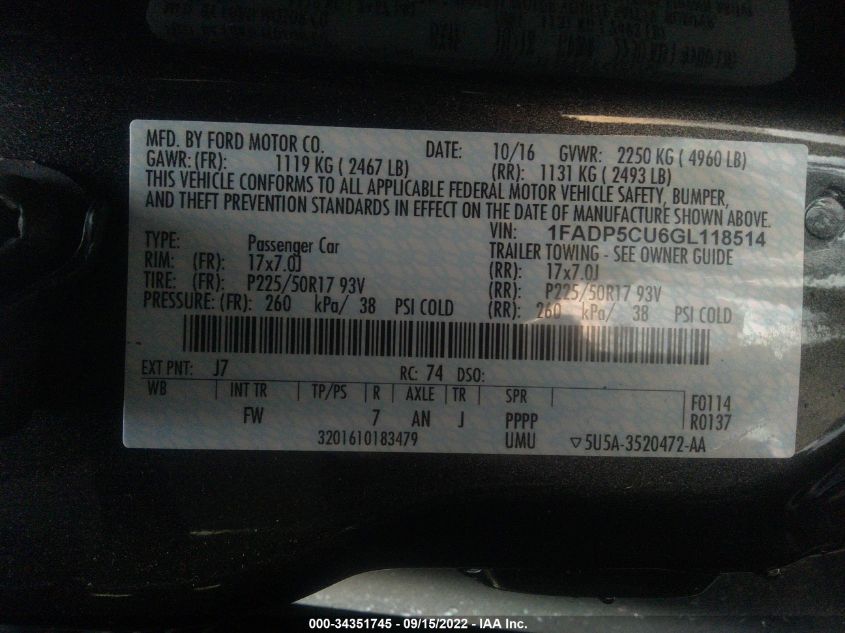 MFD. BY FORD MOTOR CO. DATE: 10/16 GVWR: 2250 KG ( 4960 LB)
GAWR: (FR): 1119 KG ( 2467 LB) (RR): 1131 KG ( 2493 LB)
THIS VEHICLE CONFORMS TO ALL APPLICABLE FEDERAL MOTOR VEHICLE SAFETY, BUMPER,
AND THEFT PREVENTION STANDARDS IN EFFECT ON THE DATE OF MANUFACTURE SHOWN ABOVE.
VIN: 1FADP5CU6GL118514
TYPE: Passenger Car TRAILER TOWING - SEE OWNER GUIDE
RIM: (FR): 17x7.0J (RR): 17x7.0J
TIRE: (FR): P225/50R17 93V (RR): P225/50R17 93V
PRESSURE: (FR): 260 kPa/ 38 PSI COLD (RR): 260 kPa/ 38 PSI COLD
EXT PNT: J7 RC: 74 DSO:
WB INT TR TP/PS R AXLE TR SPR F0114
FW 7 AN J PPPP R0137
3201610183479 UMU ▽5U5A-3520472-AA
000-34351745 - 09/15/2022 - IAA Inc.